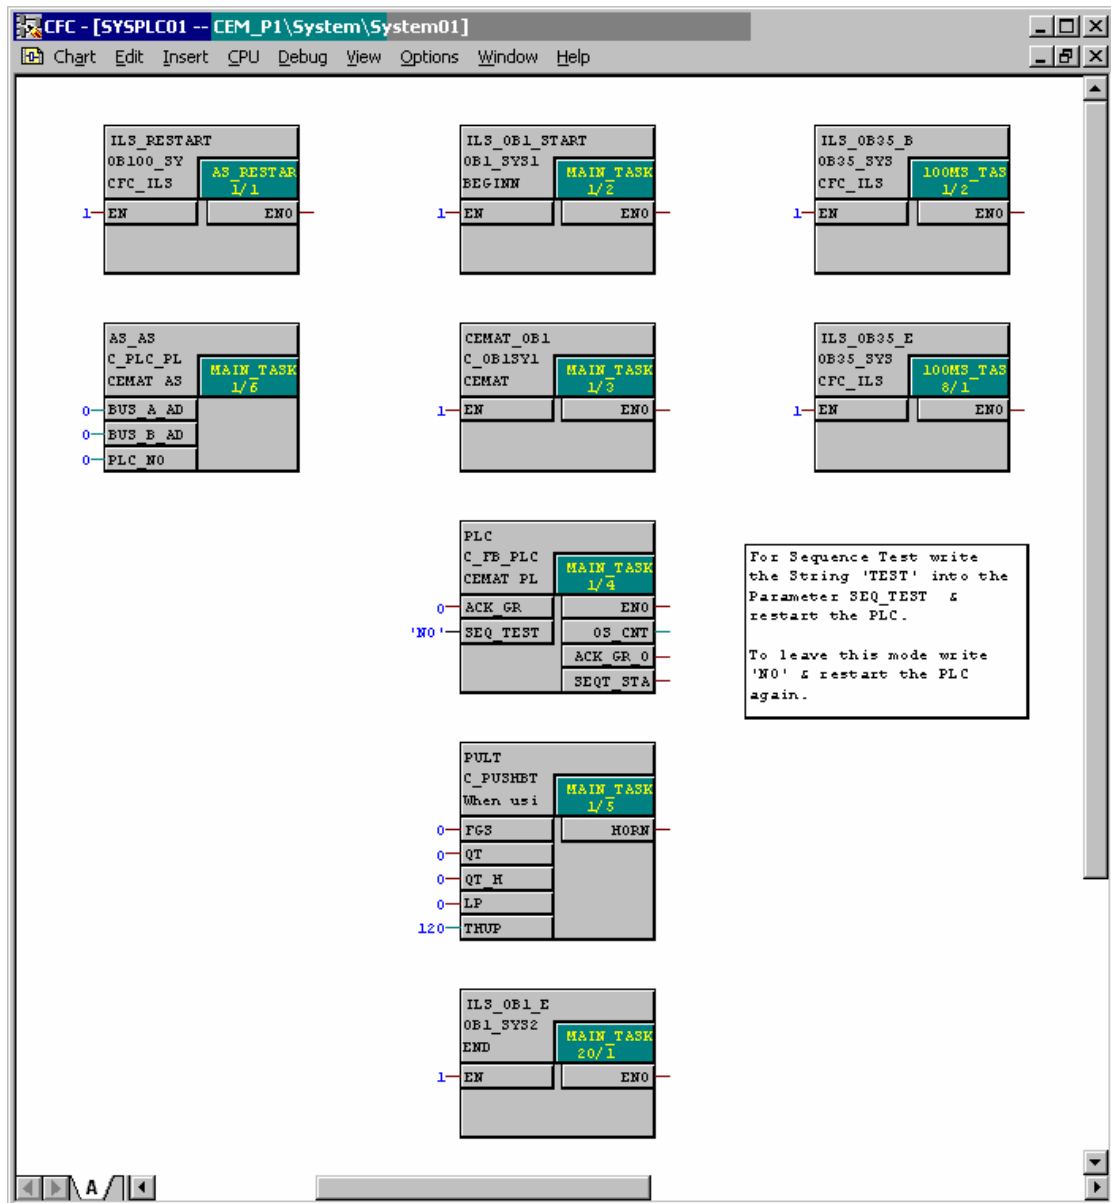 CFC - [SYSPLC01 -- CEM_P1\System\System01]
Chart Edit Insert CPU Debug View Options Window Help
ILS_RESTART
OB100_SY
CFC_ILS
AS_RESTAR
1/1
1 EN ENO
ILS_OB1_START
OB1_SYS1
BEGINN
MAIN_TASK
1/2
1 EN ENO
ILS_OB35_B
OB35_SYS
CFC_ILS
100MS_TAS
1/2
1 EN ENO
AS_AS
C_PLC_PL
CEMAT AS
MAIN_TASK
1/6
0 BUS_A_AD
0 BUS_B_AD
0 PLC_NO
CEMAT_OB1
C_OB1SY1
CEMAT
MAIN_TASK
1/3
1 EN ENO
ILS_OB35_E
OB35_SYS
CFC_ILS
100MS_TAS
8/1
1 EN ENO
PLC
C_FB_PLC
CEMAT PL
MAIN_TASK
1/4
0 ACK_GR ENO
'NO' SEQ_TEST OS_CNT
ACK_GR_O
SEQT_STA
For Sequence Test write
the String 'TEST' into the
Parameter SEQ_TEST &
restart the PLC.
To leave this mode write
'NO' & restart the PLC
again.
PULT
C_PUSHBT
When usi
MAIN_TASK
1/5
0 FGS HORN
0 QT
0 QT_H
0 LP
120 THUP
ILS_OB1_E
OB1_SYS2
END
MAIN_TASK
20/1
1 EN ENO
A